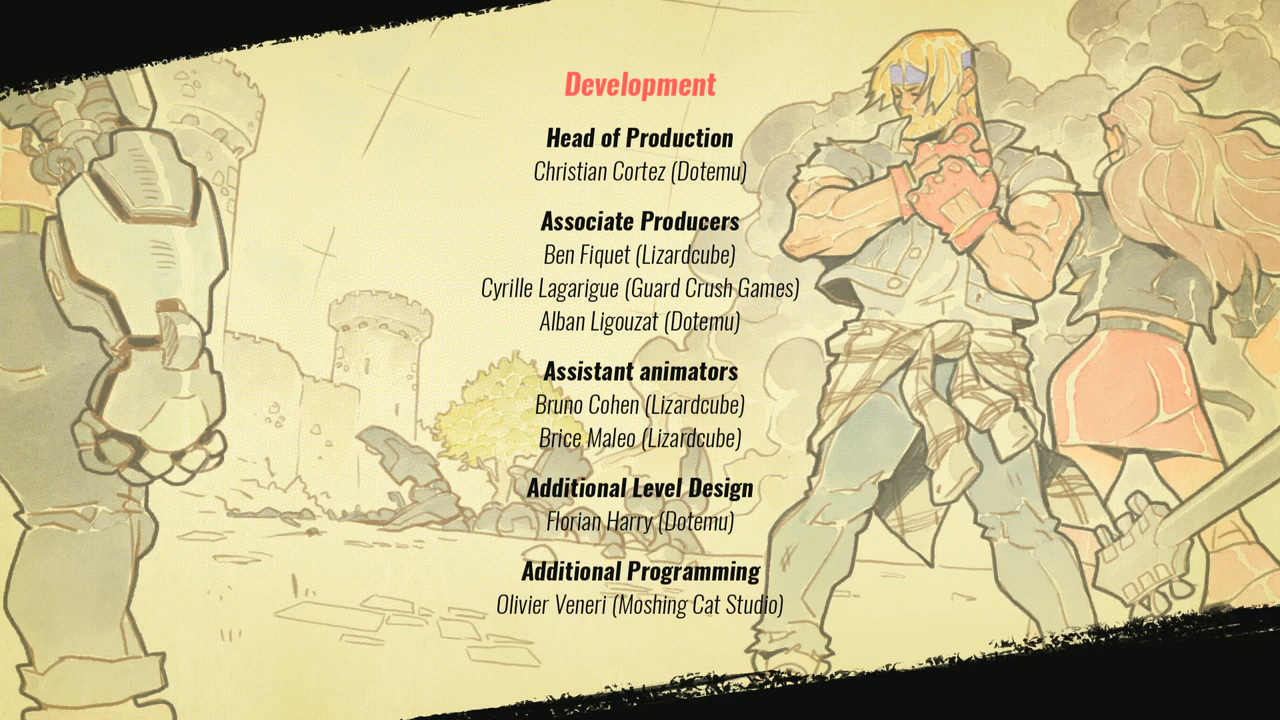 Development
Head of Production
Christian Cortez (Dotemu)
Associate Producers
Ben Fiquet (Lizardcube)
Cyrille Lagarigue (Guard Crush Games)
Alban Ligouzat (Dotemu)
Assistant animators
Bruno Cohen (Lizardcube)
Brice Maleo (Lizardcube)
Additional Level Design
Florian Harry (Dotemu)
Additional Programming
Olivier Veneri (Moshing Cat Studio)